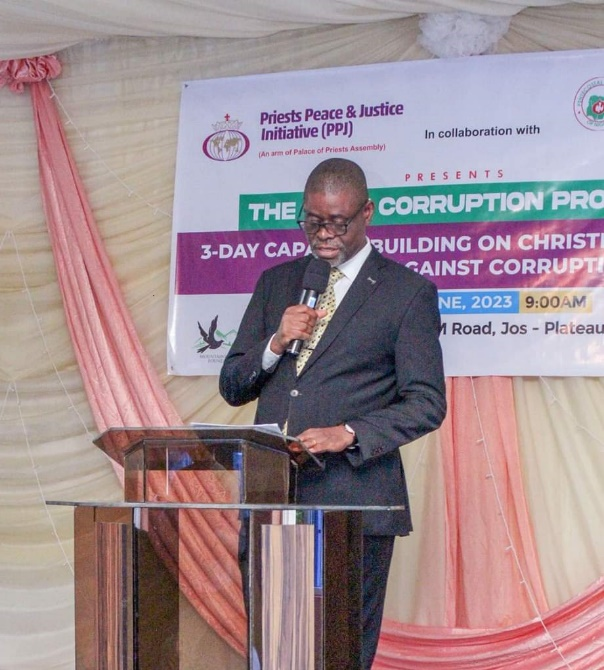 Priests Peace & Justice
Initiative (PPJ)
(An arm of Palace of Priests Assembly)
In collaboration with
PRESENTS
THE CORRUPTION PRO
3-DAY BUILDING ON CHRISTI
AGAINST CORRUPTI
NE, 2023 9:00AM
M Road, Jos - Plateau